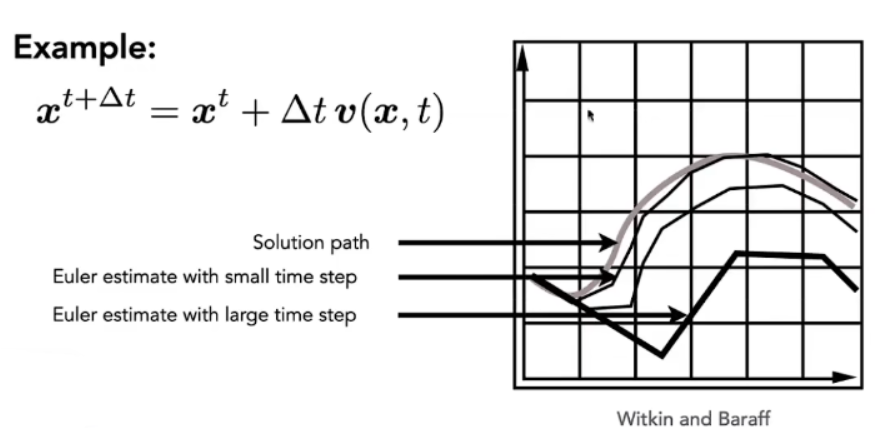 Example:
𝒙^{t+Δt} = 𝒙^t + Δt 𝒗(𝒙, t)
Solution path
Euler estimate with small time step
Euler estimate with large time step
Witkin and Baraff